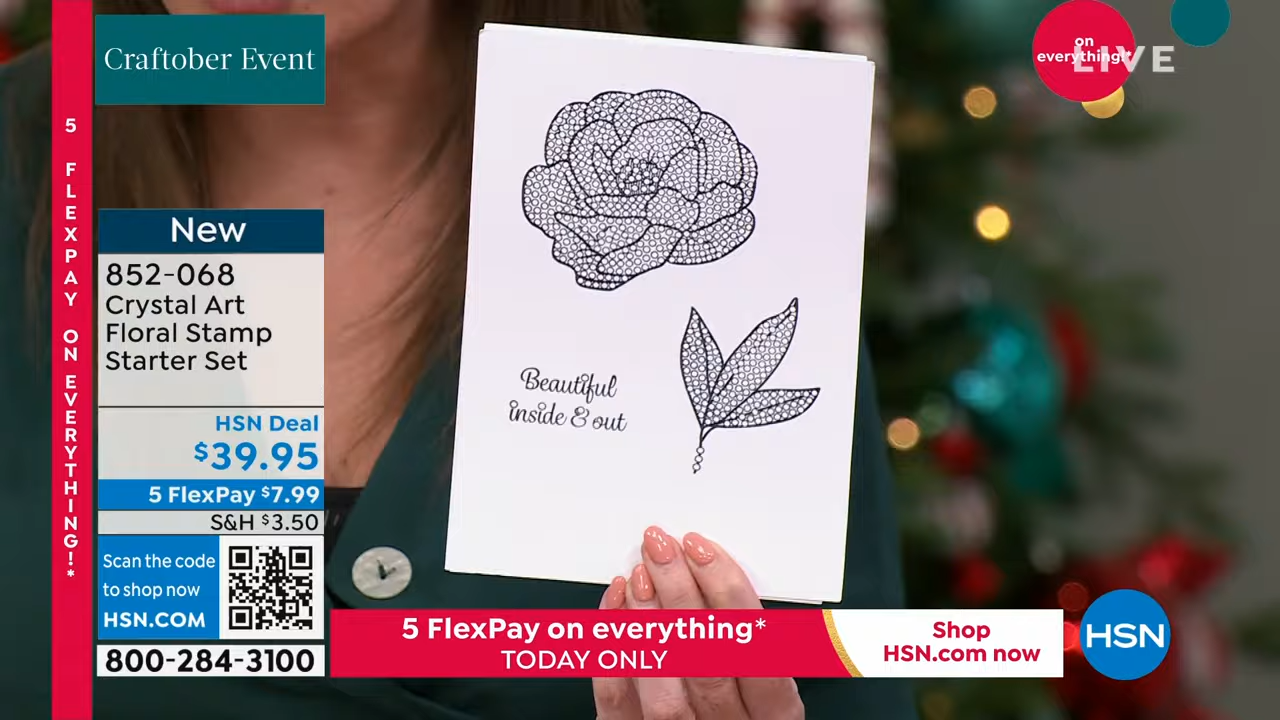 Craftober Event
on
everything!*
LIVE
5 FLEXPAY ON EVERYTHING!*
New
852-068
Crystal Art
Floral Stamp
Starter Set
HSN Deal
$39.95
5 FlexPay $7.99
S&H $3.50
Scan the code
to shop now
HSN.COM
800-284-3100
Beautiful
inside & out
5 FlexPay on everything*
TODAY ONLY
Shop
HSN.com now
HSN